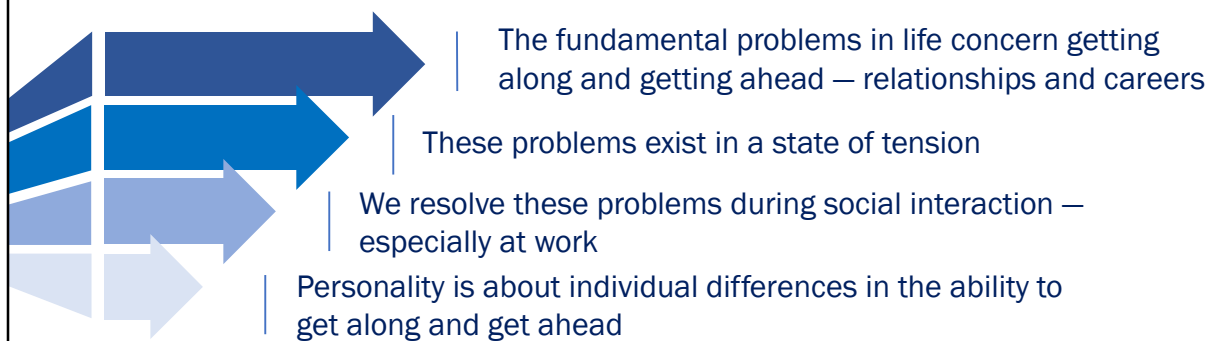 The fundamental problems in life concern getting
along and getting ahead — relationships and careers
These problems exist in a state of tension
We resolve these problems during social interaction —
especially at work
Personality is about individual differences in the ability to
get along and get ahead